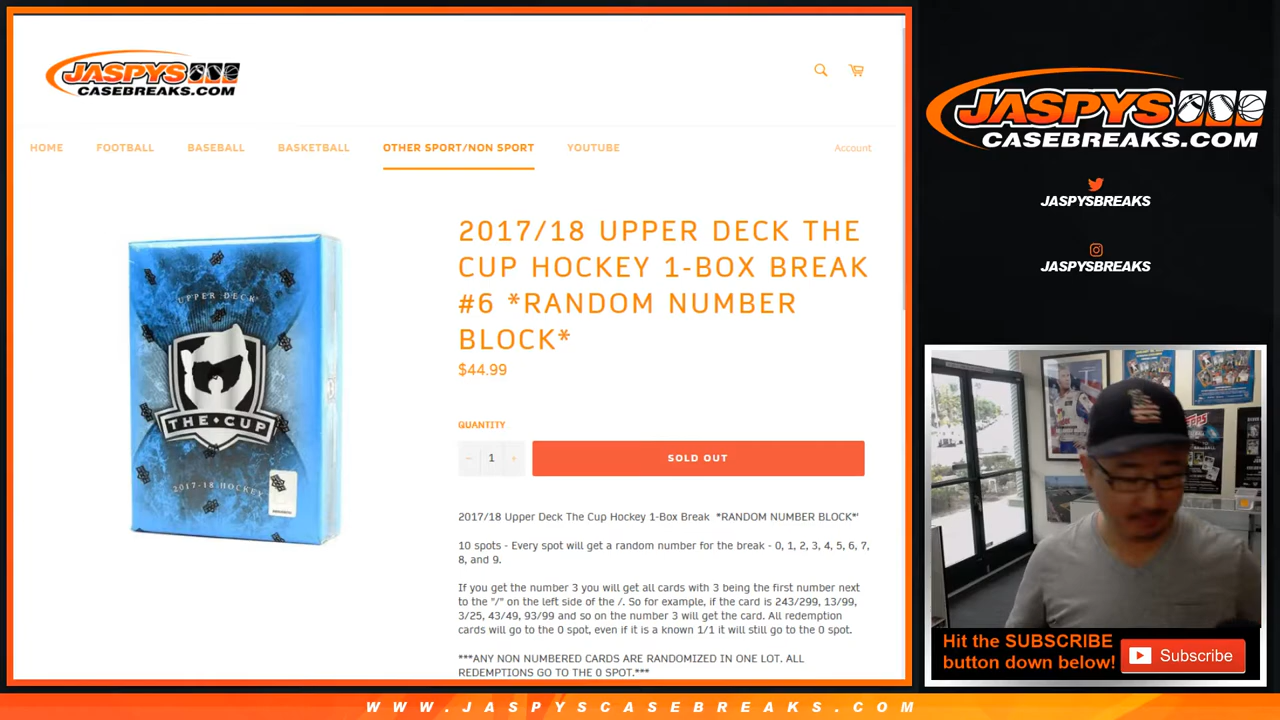 JASPYS
CASEBREAKS.COM
HOME FOOTBALL BASEBALL BASKETBALL OTHER SPORT/NON SPORT YOUTUBE Account
UPPER DECK
THE CUP
2017-18 HOCKEY
2017/18 UPPER DECK THE
CUP HOCKEY 1-BOX BREAK
#6 *RANDOM NUMBER
BLOCK*
$44.99
QUANTITY
− 1 +
SOLD OUT
2017/18 Upper Deck The Cup Hockey 1-Box Break *RANDOM NUMBER BLOCK*'
10 spots - Every spot will get a random number for the break - 0, 1, 2, 3, 4, 5, 6, 7,
8, and 9.
If you get the number 3 you will get all cards with 3 being the first number next
to the "/" on the left side of the /. So for example, if the card is 243/299, 13/99,
3/25, 43/49, 93/99 and so on the number 3 will get the card. All redemption
cards will go to the 0 spot, even if it is a known 1/1 it will still go to the 0 spot.
***ANY NON NUMBERED CARDS ARE RANDOMIZED IN ONE LOT. ALL
REDEMPTIONS GO TO THE 0 SPOT.***
JASPYS
CASEBREAKS.COM
JASPYSBREAKS
JASPYSBREAKS
TOPPS
Hit the SUBSCRIBE
button down below!
Subscribe
WWW.JASPYSCASEBREAKS.COM